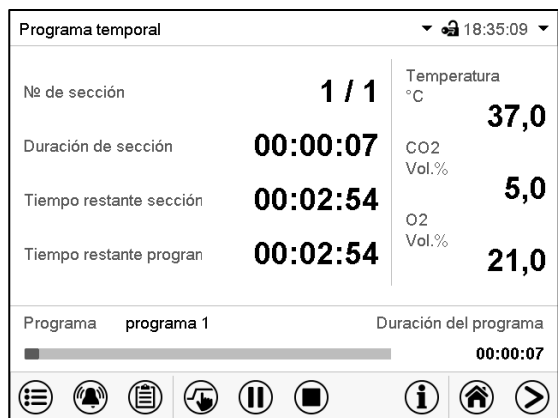 Programa temporal 18:35:09
Nº de sección 1 / 1
Duración de sección 00:00:07
Tiempo restante sección 00:02:54
Tiempo restante progran 00:02:54
Temperatura
°C
37,0
CO2
Vol.%
5,0
O2
Vol.%
21,0
Programa programa 1 Duración del programa
00:00:07